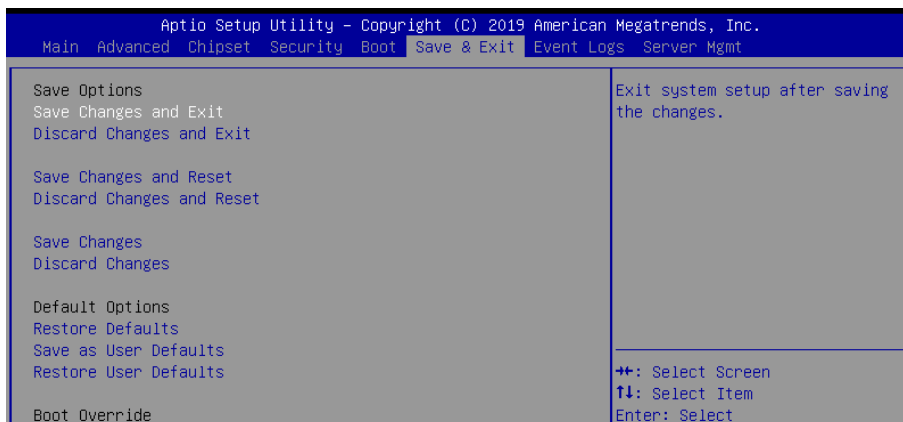 Aptio Setup Utility – Copyright (C) 2019 American Megatrends, Inc.
Main Advanced Chipset Security Boot Save & Exit Event Logs Server Mgmt
Save Options
Save Changes and Exit
Discard Changes and Exit
Save Changes and Reset
Discard Changes and Reset
Save Changes
Discard Changes
Default Options
Restore Defaults
Save as User Defaults
Restore User Defaults
Boot Override
Exit system setup after saving
the changes.
→←: Select Screen
↑↓: Select Item
Enter: Select